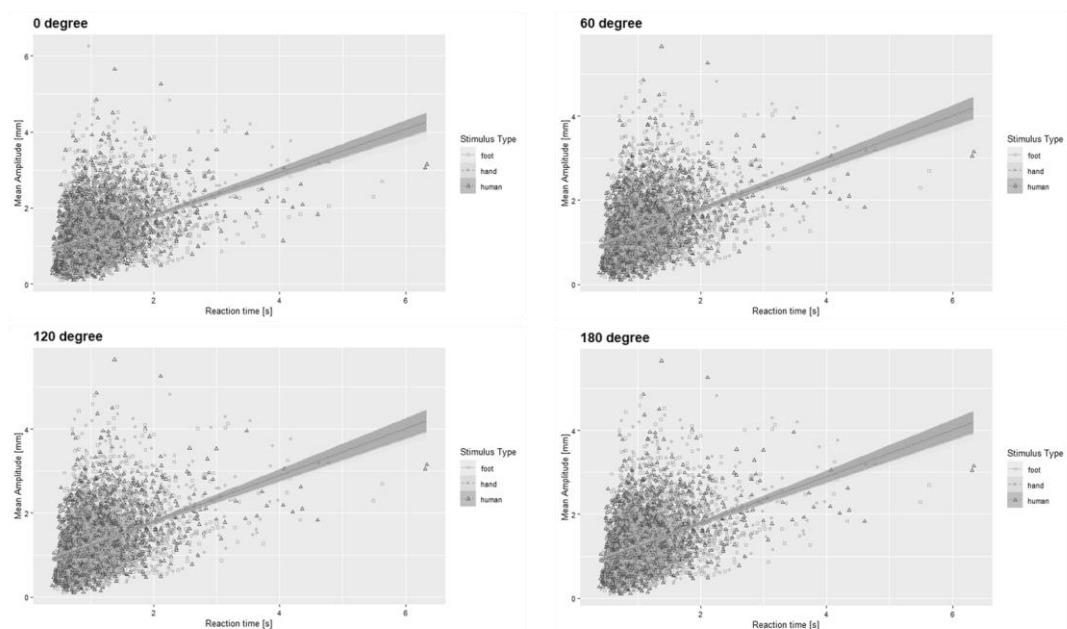 0 degree
6
4
2
0
Mean Amplitude [mm]
2
4
6
Reaction time [s]
Stimulus Type
foot
hand
human
60 degree
4
2
0
Mean Amplitude [mm]
2
4
6
Reaction time [s]
Stimulus Type
foot
hand
human
120 degree
4
2
0
Mean Amplitude [mm]
2
4
6
Reaction time [s]
Stimulus Type
foot
hand
human
180 degree
4
2
0
Mean Amplitude [mm]
2
4
6
Reaction time [s]
Stimulus Type
foot
hand
human